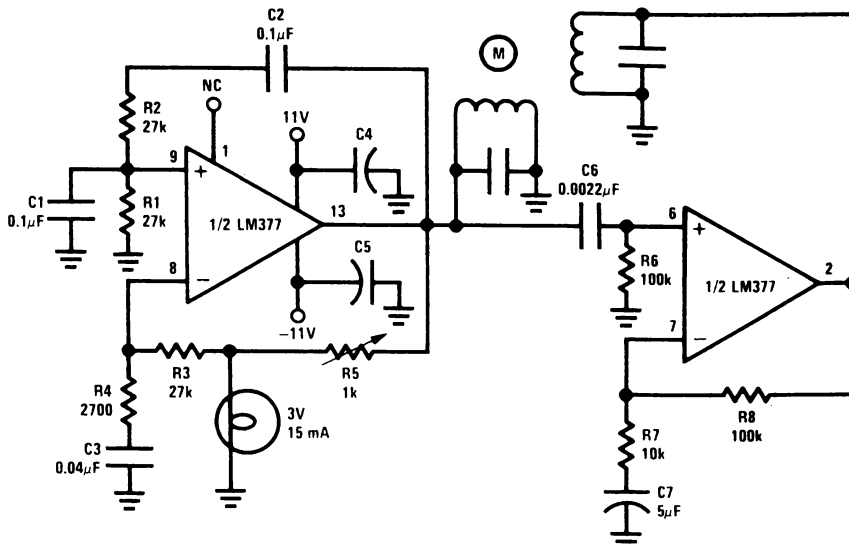 C2
0.1μF
M
NC
R2
27k
11V
C4
9
1
+
C6
0.0022μF
C1
0.1μF
R1
27k
1/2 LM377
13
6
+
8
−
C5
R6
100k
1/2 LM377
2
−11V
7
−
R3
27k
R5
1k
R4
2700
3V
15 mA
R8
100k
C3
0.04μF
R7
10k
C7
5μF